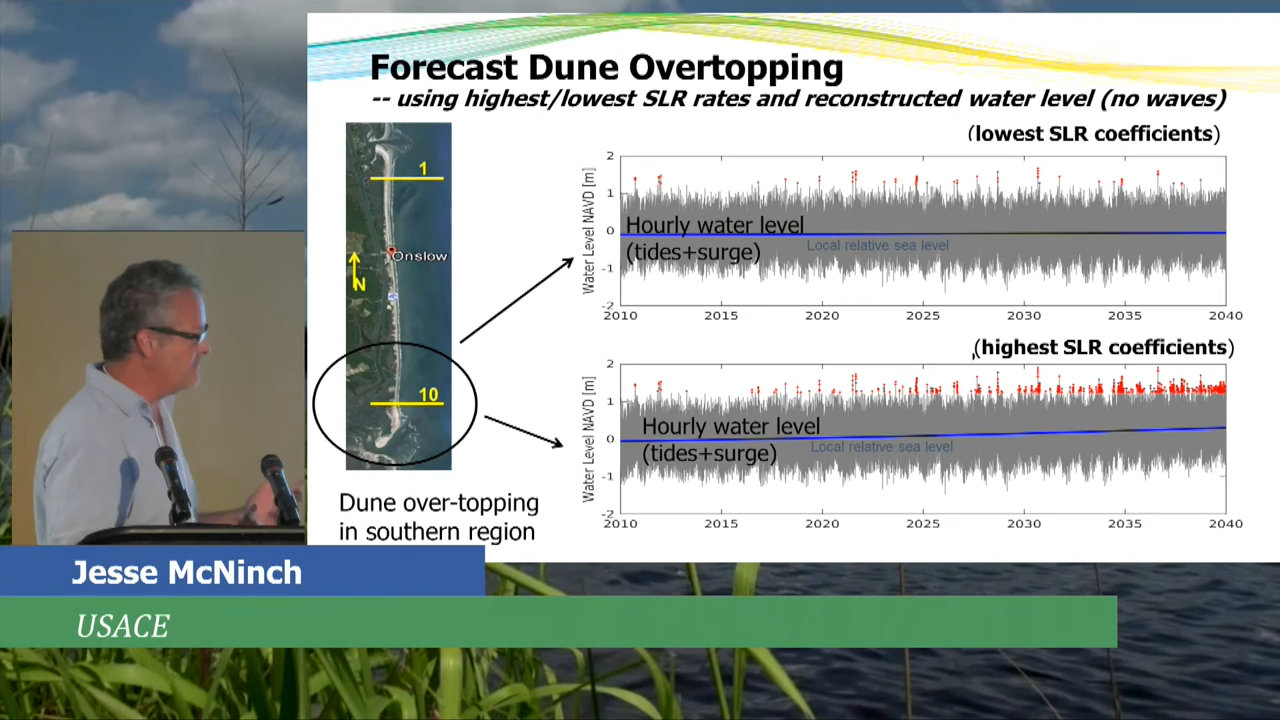 Forecast Dune Overtopping
-- using highest/lowest SLR rates and reconstructed water level (no waves)
1
Onslow
N
10
Dune over-topping
in southern region
(lowest SLR coefficients)
Water Level NAVD [m]
2
1
0
-1
-2
Hourly water level
(tides+surge)
Local relative sea level
2010 2015 2020 2025 2030 2035 2040
(highest SLR coefficients)
Water Level NAVD [m]
2
1
0
-1
-2
Hourly water level
(tides+surge)
Local relative sea level
2010 2015 2020 2025 2030 2035 2040
Jesse McNinch
USACE